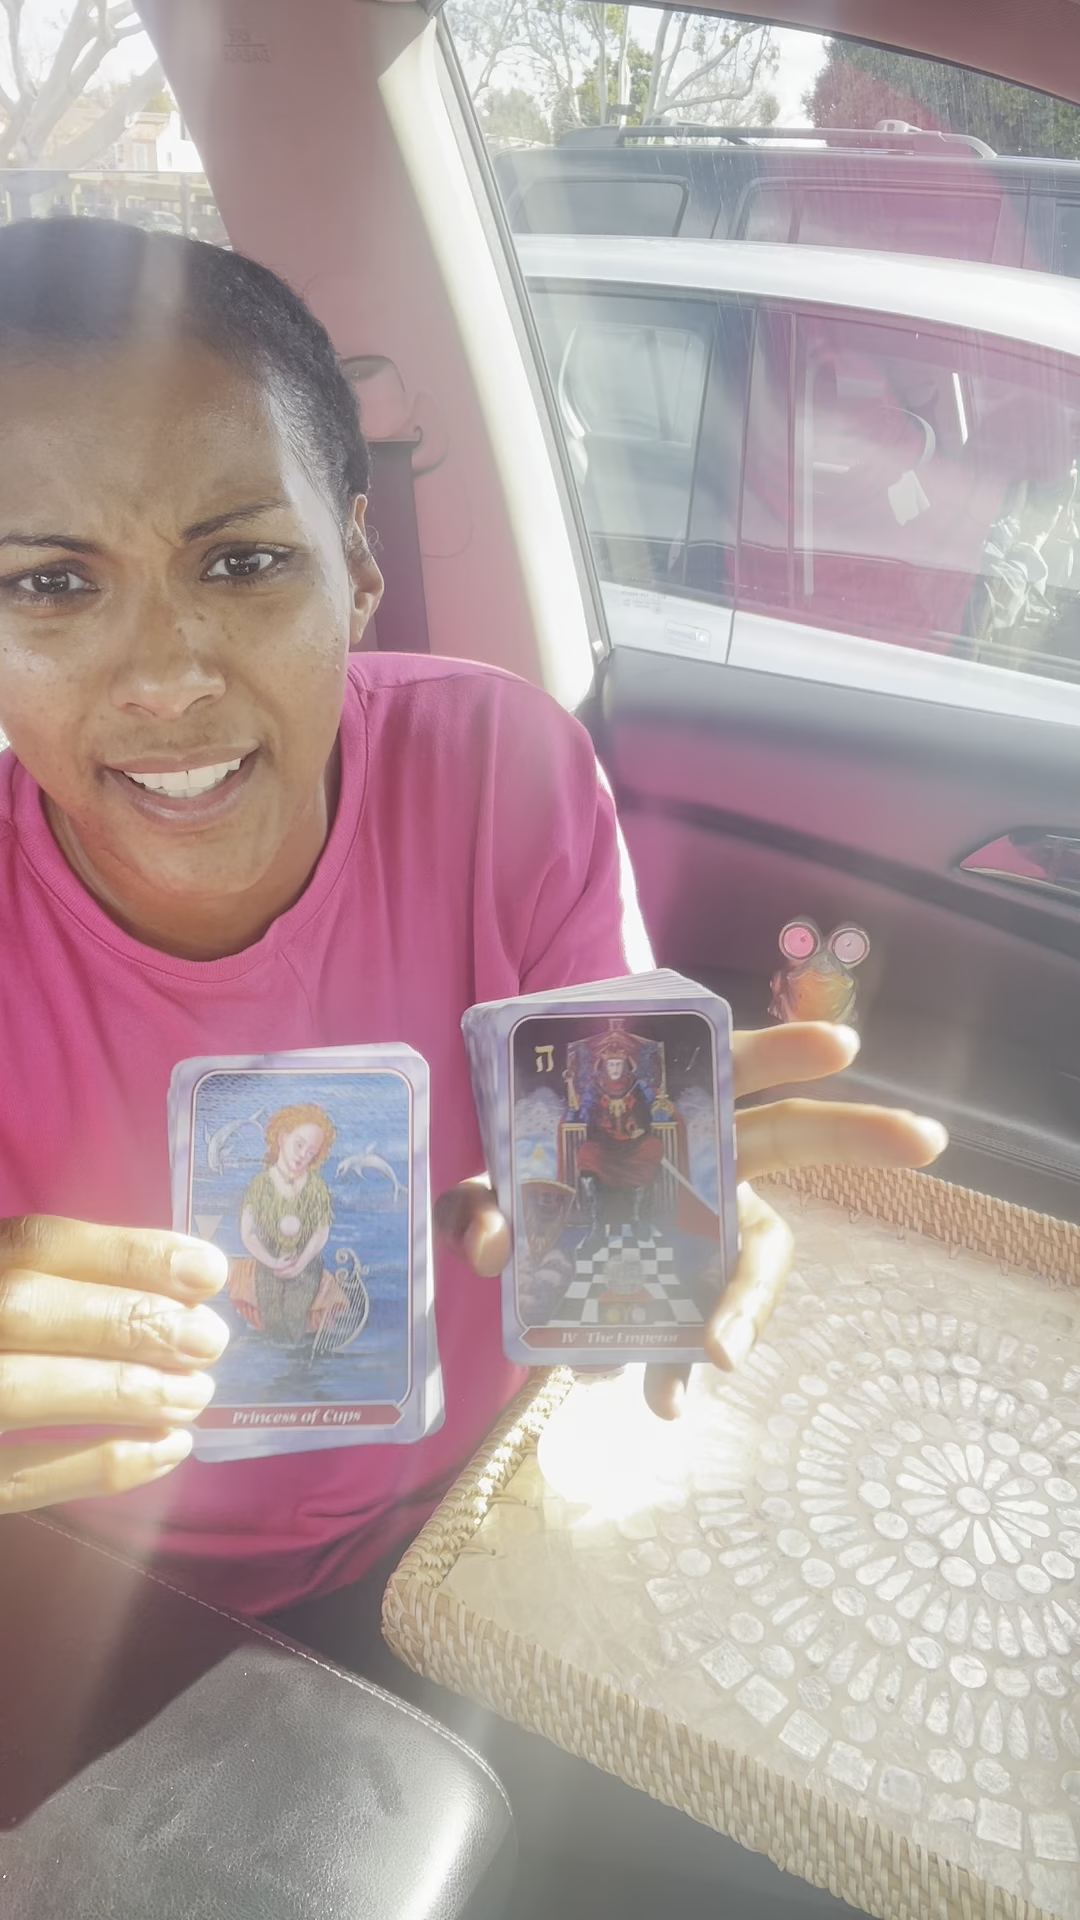 ה
Princess of Cups
IV The Emperor